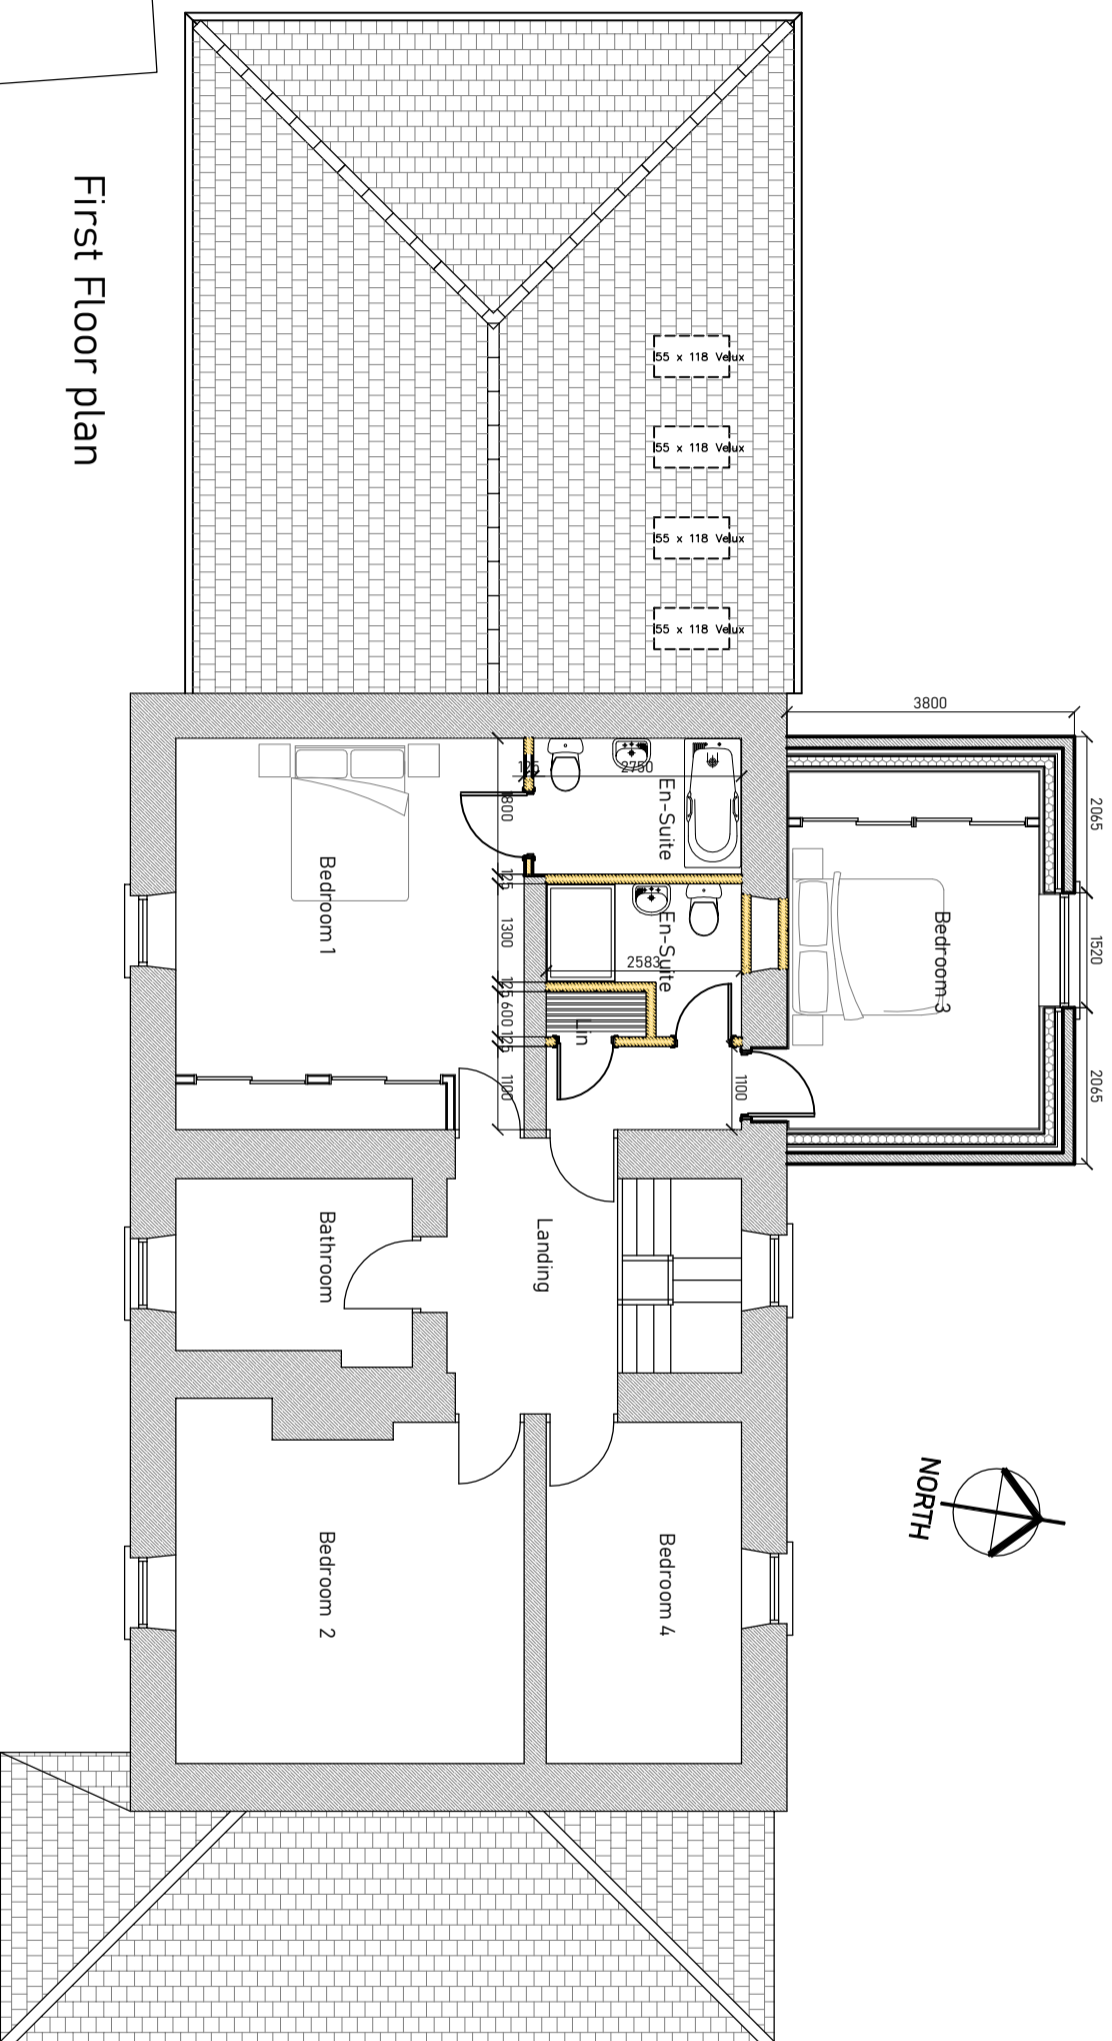 First Floor plan
55 x 118 Velux
55 x 118 Velux
55 x 118 Velux
55 x 118 Velux
3800
2065
1520
2065
Bedroom 3
125
2750
En-Suite
1800
125
1300
125
600
125
1100
En-Suite
2583
Lin
1100
Bedroom 1
Bathroom
Landing
Bedroom 2
Bedroom 4
NORTH